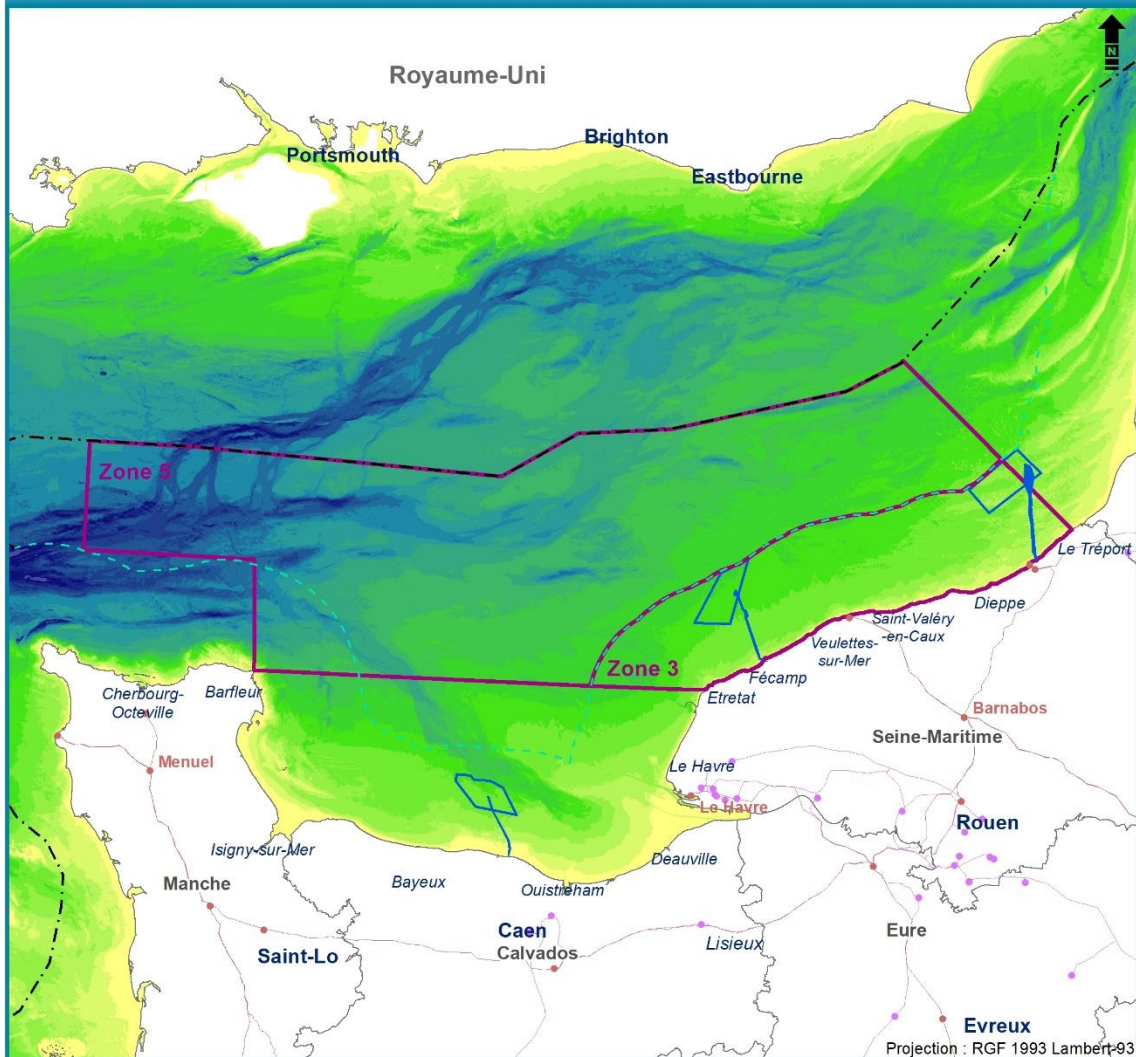 N
Royaume-Uni
Brighton
Portsmouth
Eastbourne
Zone 5
Le Tréport
Dieppe
Saint-Valéry
-en-Caux
Veulettes-
sur-Mer
Zone 3
Fécamp
Etretat
Barfleur
Cherbourg-
Octeville
Barnabos
Seine-Maritime
Menuel
Le Havre
Le Havre
Rouen
Isigny-sur-Mer
Deauville
Manche
Bayeux
Ouistreham
Caen
Calvados
Lisieux
Eure
Saint-Lo
Evreux
Projection : RGF 1993 Lambert-93